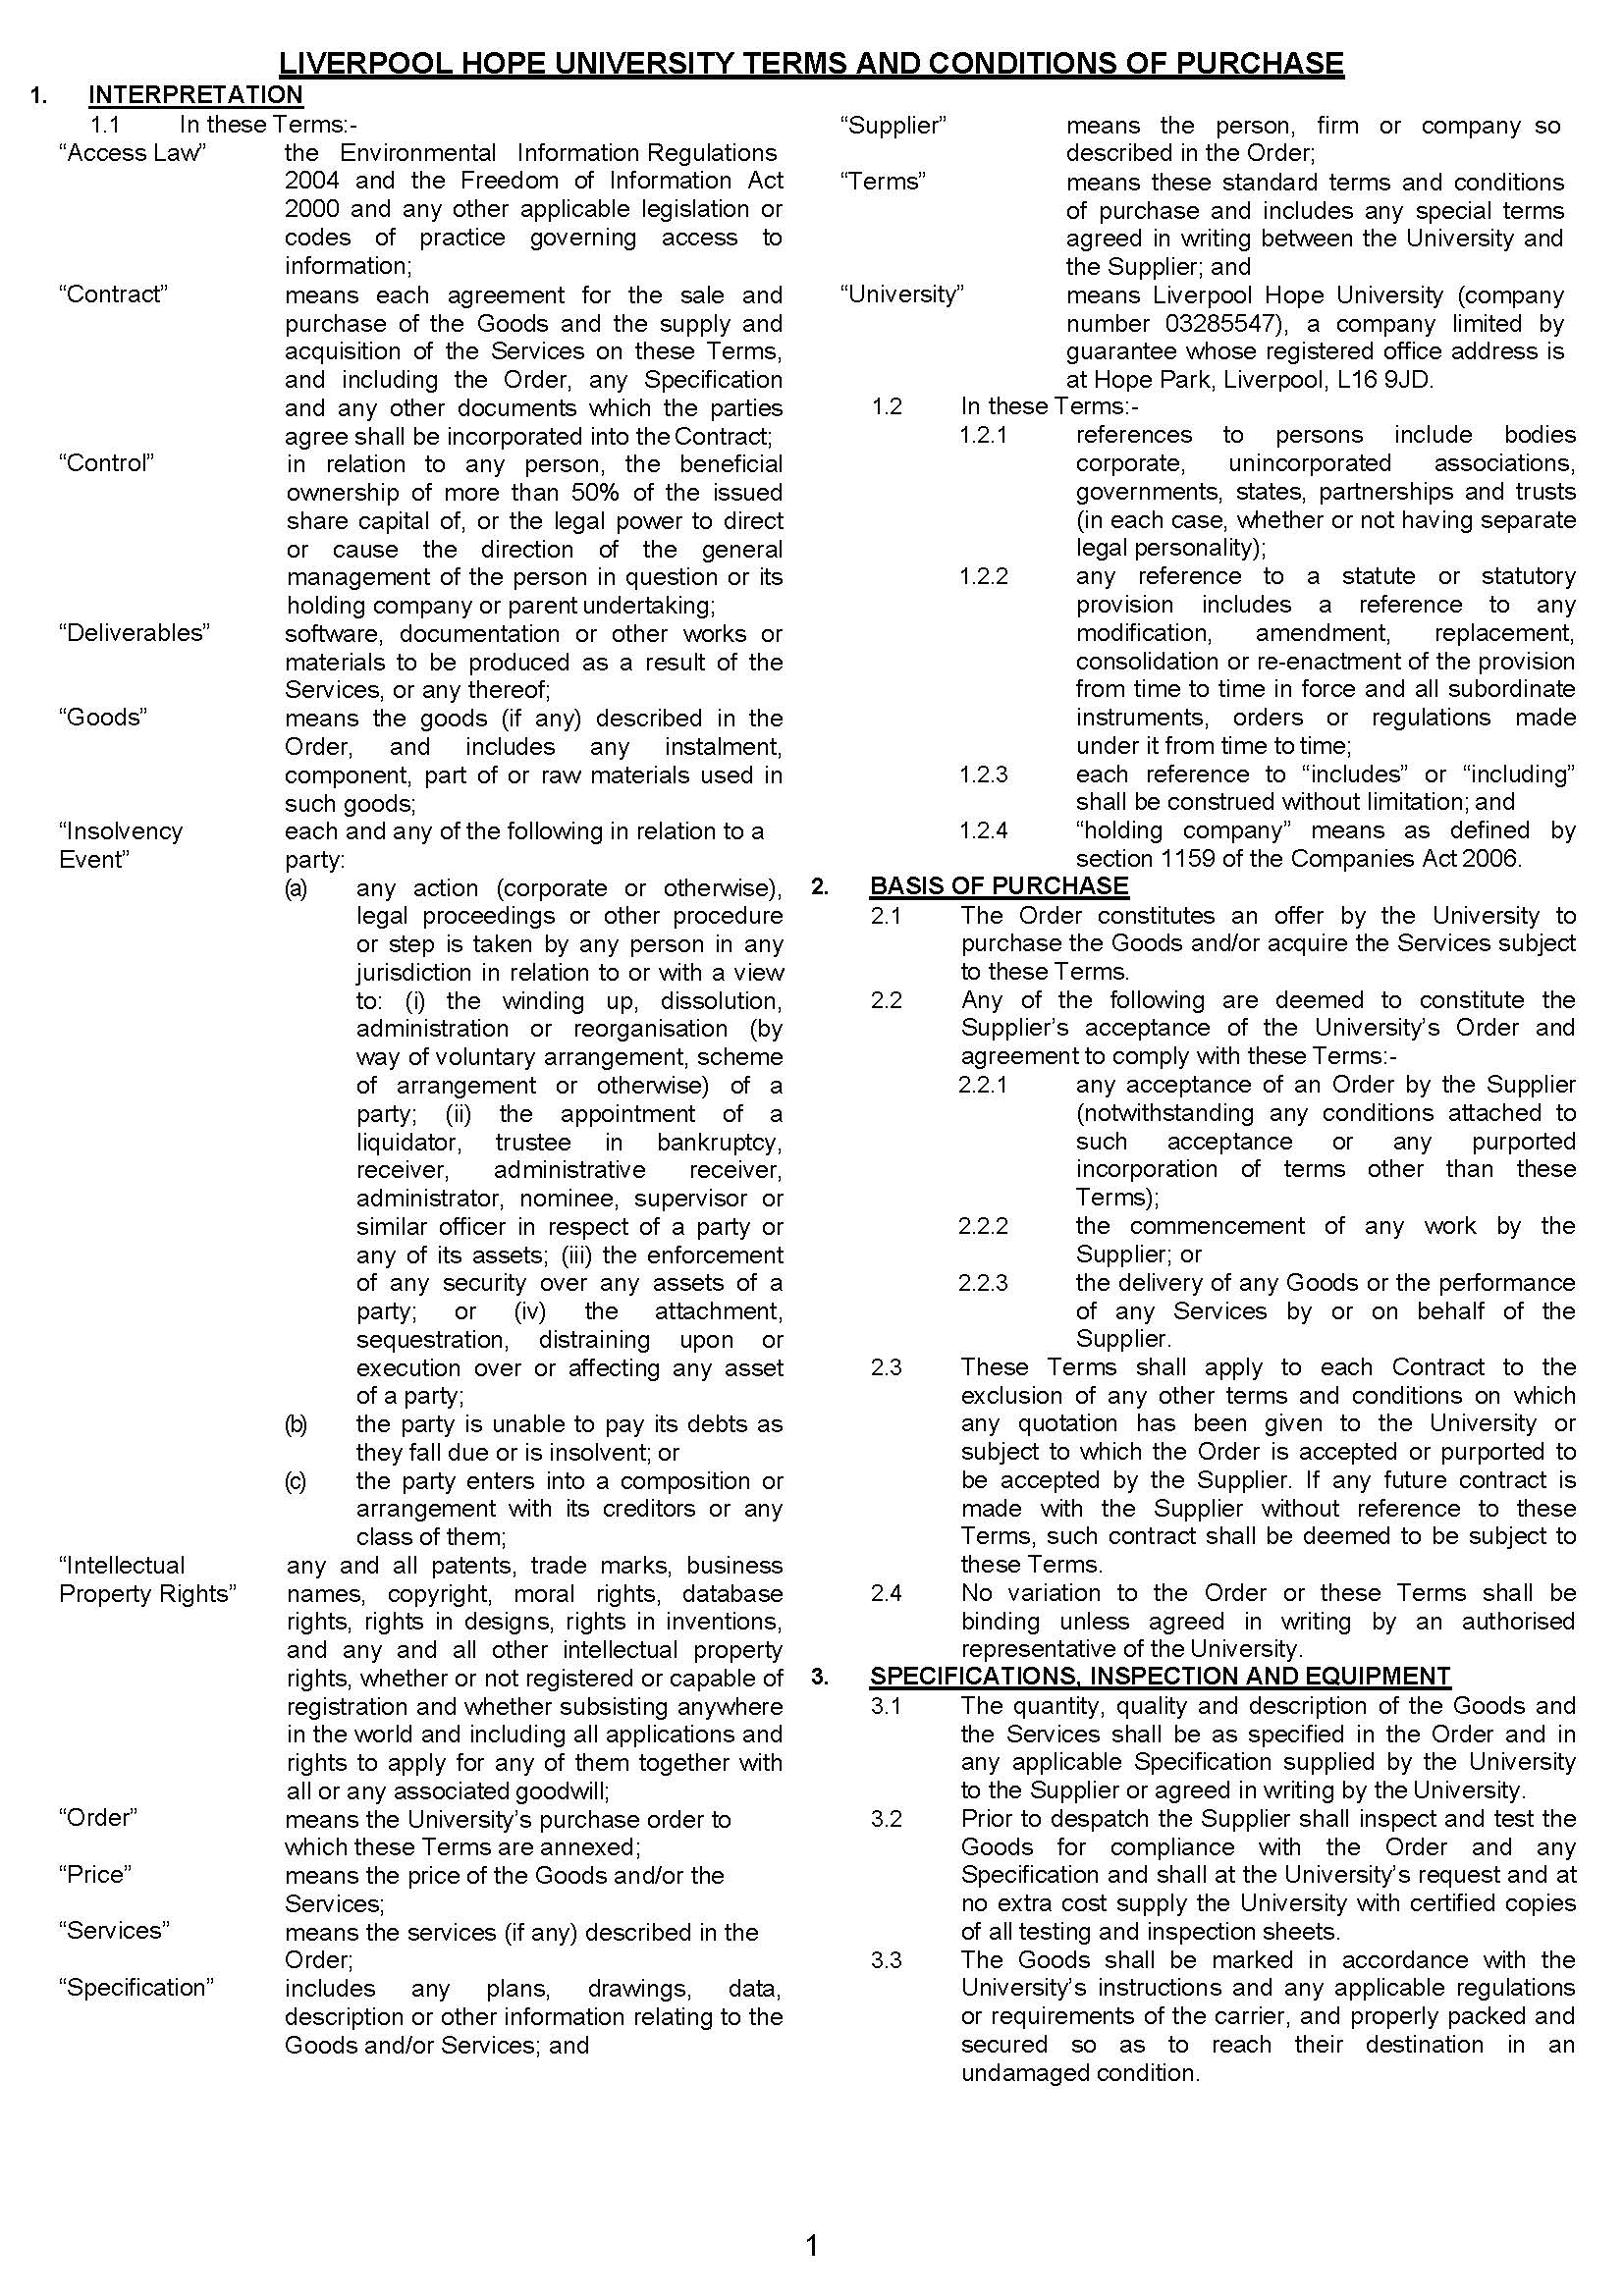 LIVERPOOL HOPE UNIVERSITY TERMS AND CONDITIONS OF PURCHASE
1. INTERPRETATION
1.1 In these Terms:-
“Access Law” the Environmental Information Regulations
2004 and the Freedom of Information Act
2000 and any other applicable legislation or
codes of practice governing access to
information;
“Contract” means each agreement for the sale and
purchase of the Goods and the supply and
acquisition of the Services on these Terms,
and including the Order, any Specification
and any other documents which the parties
agree shall be incorporated into the Contract;
“Control” in relation to any person, the beneficial
ownership of more than 50% of the issued
share capital of, or the legal power to direct
or cause the direction of the general
management of the person in question or its
holding company or parent undertaking;
“Deliverables” software, documentation or other works or
materials to be produced as a result of the
Services, or any thereof;
“Goods” means the goods (if any) described in the
Order, and includes any instalment,
component, part of or raw materials used in
such goods;
“Insolvency each and any of the following in relation to a
Event” party:
(a) any action (corporate or otherwise),
legal proceedings or other procedure
or step is taken by any person in any
jurisdiction in relation to or with a view
to: (i) the winding up, dissolution,
administration or reorganisation (by
way of voluntary arrangement, scheme
of arrangement or otherwise) of a
party; (ii) the appointment of a
liquidator, trustee in bankruptcy,
receiver, administrative receiver,
administrator, nominee, supervisor or
similar officer in respect of a party or
any of its assets; (iii) the enforcement
of any security over any assets of a
party; or (iv) the attachment,
sequestration, distraining upon or
execution over or affecting any asset
of a party;
(b) the party is unable to pay its debts as
they fall due or is insolvent; or
(c) the party enters into a composition or
arrangement with its creditors or any
class of them;
“Intellectual any and all patents, trade marks, business
Property Rights” names, copyright, moral rights, database
rights, rights in designs, rights in inventions,
and any and all other intellectual property
rights, whether or not registered or capable of
registration and whether subsisting anywhere
in the world and including all applications and
rights to apply for any of them together with
all or any associated goodwill;
“Order” means the University’s purchase order to
which these Terms are annexed;
“Price” means the price of the Goods and/or the
Services;
“Services” means the services (if any) described in the
Order;
“Specification” includes any plans, drawings, data,
description or other information relating to the
Goods and/or Services; and
“Supplier” means the person, firm or company so
described in the Order;
“Terms” means these standard terms and conditions
of purchase and includes any special terms
agreed in writing between the University and
the Supplier; and
“University” means Liverpool Hope University (company
number 03285547), a company limited by
guarantee whose registered office address is
at Hope Park, Liverpool, L16 9JD.
1.2 In these Terms:-
1.2.1 references to persons include bodies
corporate, unincorporated associations,
governments, states, partnerships and trusts
(in each case, whether or not having separate
legal personality);
1.2.2 any reference to a statute or statutory
provision includes a reference to any
modification, amendment, replacement,
consolidation or re-enactment of the provision
from time to time in force and all subordinate
instruments, orders or regulations made
under it from time to time;
1.2.3 each reference to “includes” or “including”
shall be construed without limitation; and
1.2.4 “holding company” means as defined by
section 1159 of the Companies Act 2006.
2. BASIS OF PURCHASE
2.1 The Order constitutes an offer by the University to
purchase the Goods and/or acquire the Services subject
to these Terms.
2.2 Any of the following are deemed to constitute the
Supplier’s acceptance of the University’s Order and
agreement to comply with these Terms:-
2.2.1 any acceptance of an Order by the Supplier
(notwithstanding any conditions attached to
such acceptance or any purported
incorporation of terms other than these
Terms);
2.2.2 the commencement of any work by the
Supplier; or
2.2.3 the delivery of any Goods or the performance
of any Services by or on behalf of the
Supplier.
2.3 These Terms shall apply to each Contract to the
exclusion of any other terms and conditions on which
any quotation has been given to the University or
subject to which the Order is accepted or purported to
be accepted by the Supplier. If any future contract is
made with the Supplier without reference to these
Terms, such contract shall be deemed to be subject to
these Terms.
2.4 No variation to the Order or these Terms shall be
binding unless agreed in writing by an authorised
representative of the University.
3. SPECIFICATIONS, INSPECTION AND EQUIPMENT
3.1 The quantity, quality and description of the Goods and
the Services shall be as specified in the Order and in
any applicable Specification supplied by the University
to the Supplier or agreed in writing by the University.
3.2 Prior to despatch the Supplier shall inspect and test the
Goods for compliance with the Order and any
Specification and shall at the University’s request and at
no extra cost supply the University with certified copies
of all testing and inspection sheets.
3.3 The Goods shall be marked in accordance with the
University’s instructions and any applicable regulations
or requirements of the carrier, and properly packed and
secured so as to reach their destination in an
undamaged condition.
1